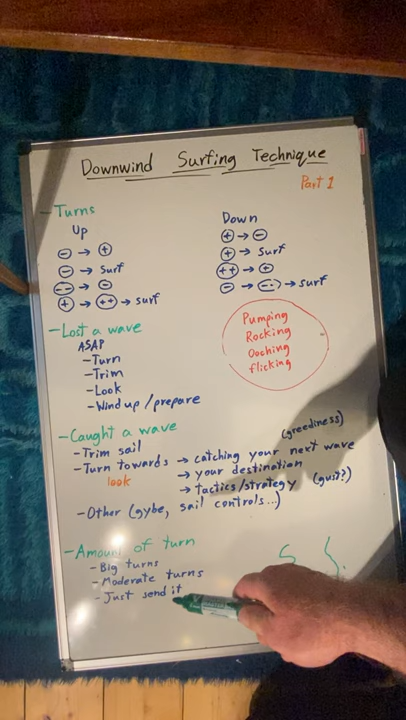 Downwind Surfing Technique
Part 1
- Turns
Up
⊖ → ⊕
⊖ → surf
(--) → ⊖
⊕ → (++) → surf
Down
⊕ → ⊖
⊕ → surf
(++) → ⊕
⊖ → (--) → surf
- Lost a wave
ASAP
- Turn
- Trim
- Look
- Wind up / prepare
Pumping
Rocking
Ooching
flicking
- Caught a wave
- Trim sail
- Turn towards → catching your next wave (greediness)
look → your destination
→ tactics/strategy (gust?)
- Other (gybe, sail controls...)
- Amount of turn
- Big turns
- Moderate turns
- Just send it